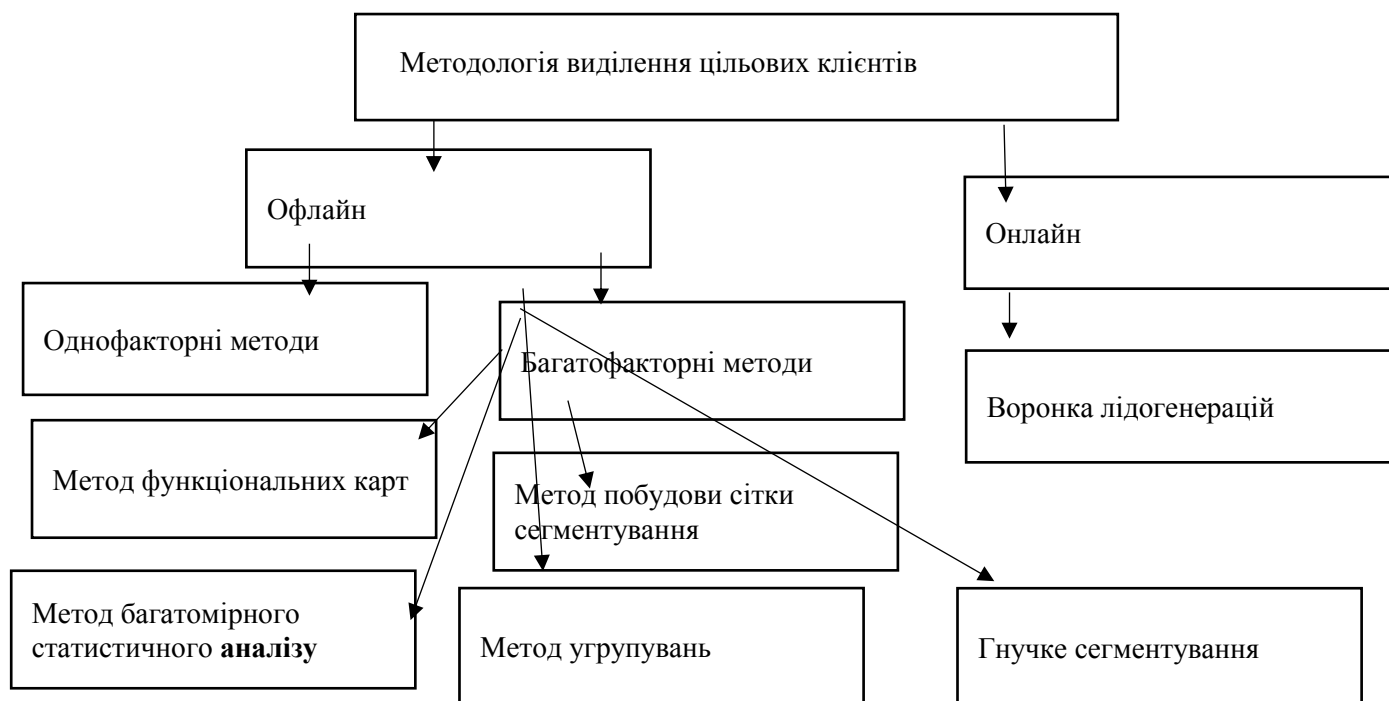 Методологія виділення цільових клієнтів
Офлайн
Онлайн
Однофакторні методи
Багатофакторні методи
Воронка лідогенерацій
Метод функціональних карт
Метод побудови сітки
сегментування
Метод багатомірного
статистичного аналізу
Метод угрупувань
Гнучке сегментування